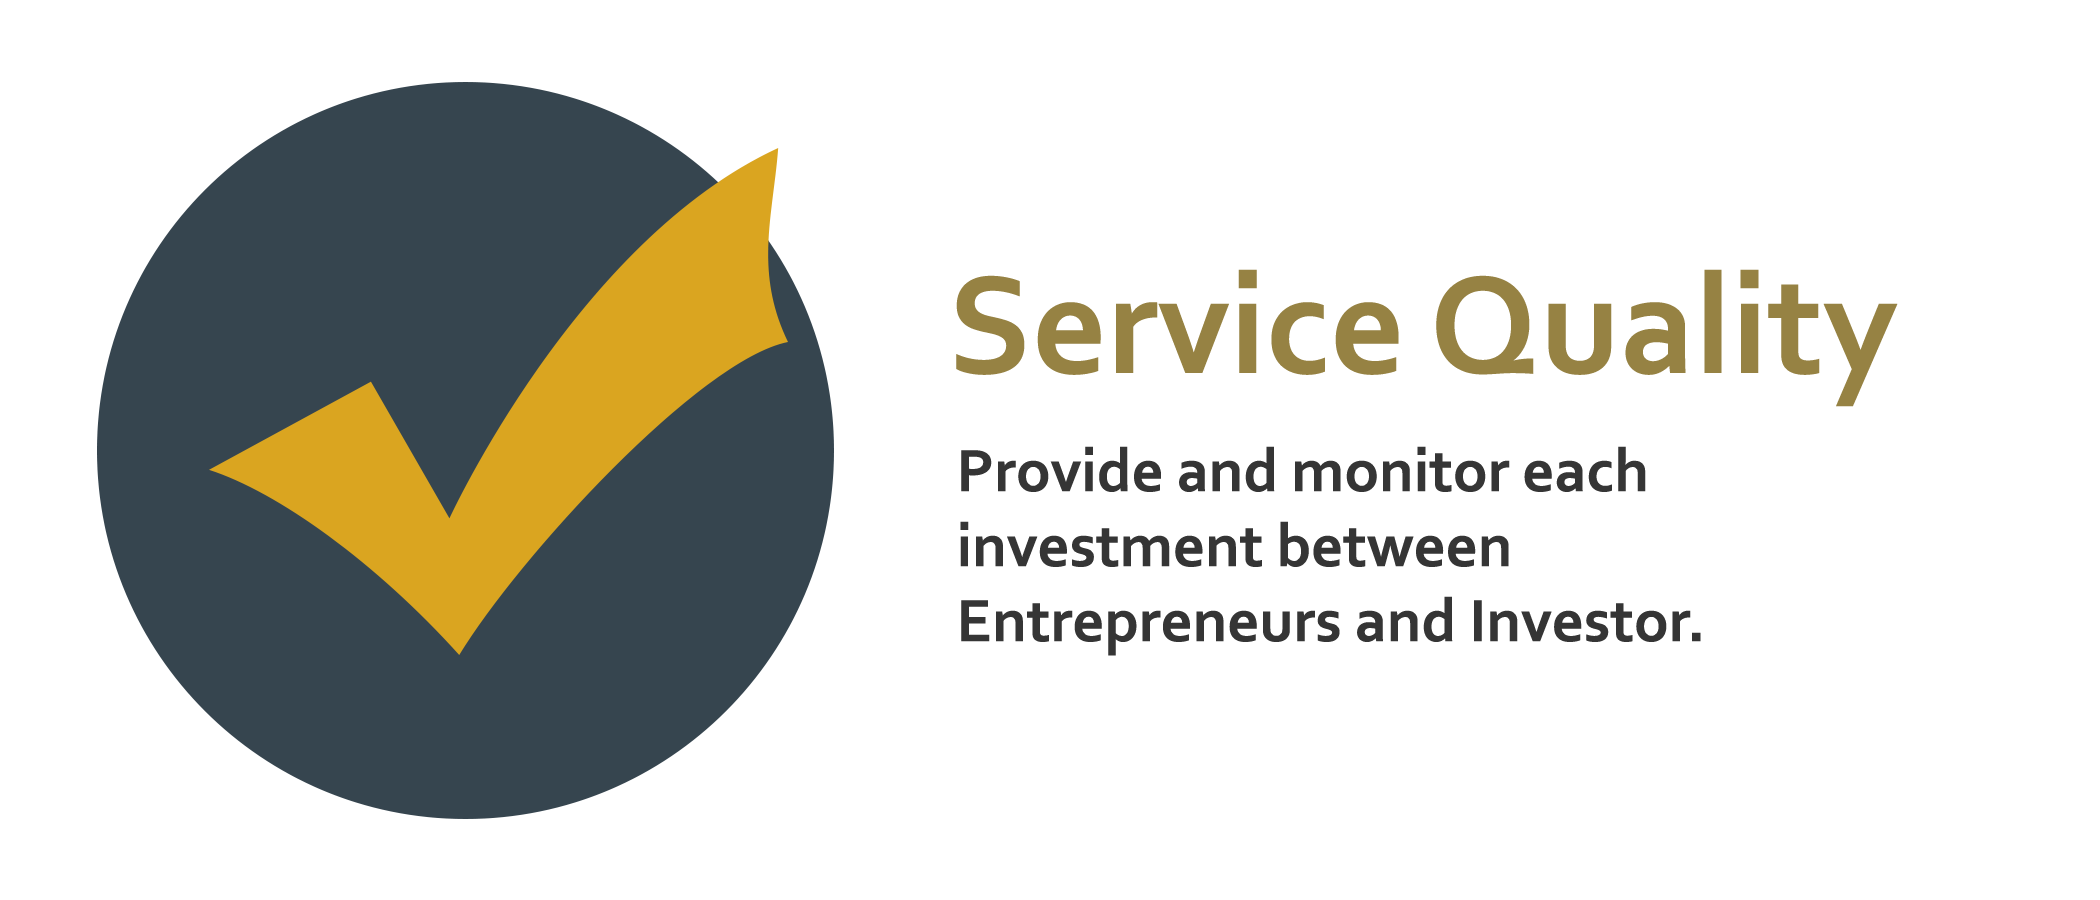 Service Quality
Provide and monitor each
investment between
Entrepreneurs and Investor.